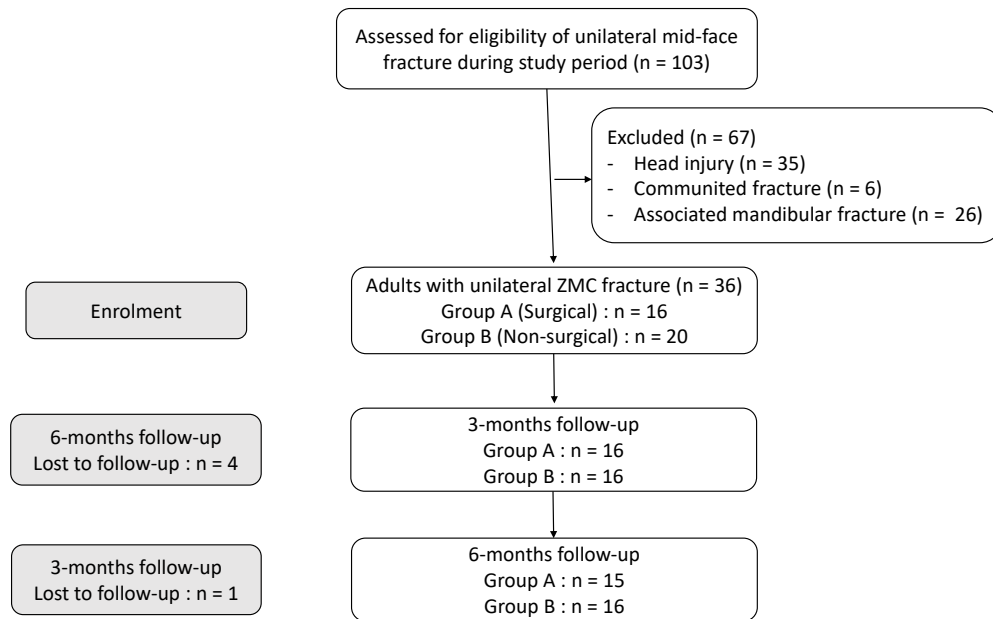 Assessed for eligibility of unilateral mid-face
fracture during study period (n = 103)
Excluded (n = 67)
- Head injury (n = 35)
- Communited fracture (n = 6)
- Associated mandibular fracture (n = 26)
Enrolment
Adults with unilateral ZMC fracture (n = 36)
Group A (Surgical) : n = 16
Group B (Non-surgical) : n = 20
6-months follow-up
Lost to follow-up : n = 4
3-months follow-up
Group A : n = 16
Group B : n = 16
3-months follow-up
Lost to follow-up : n = 1
6-months follow-up
Group A : n = 15
Group B : n = 16